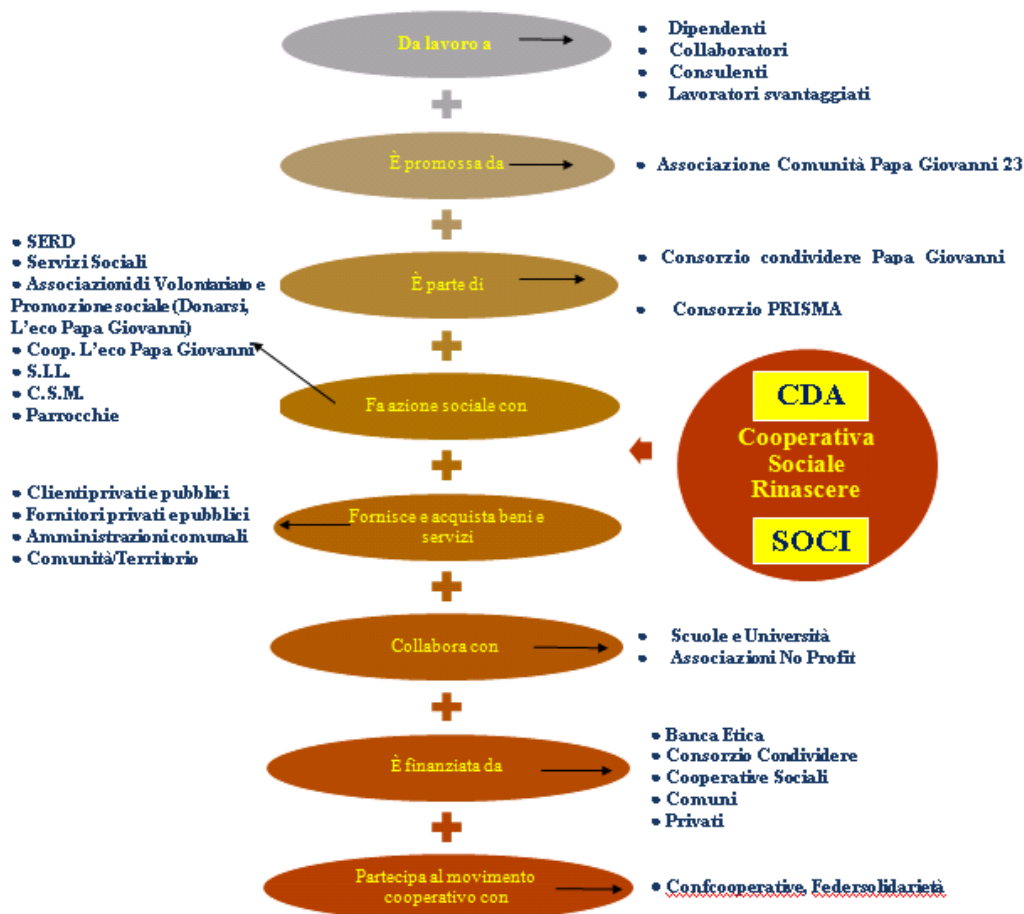 Da lavoro a
• Dipendenti
• Collaboratori
• Consulenti
• Lavoratori svantaggiati
È promossa da
• Associazione Comunità Papa Giovanni 23
È parte di
• Consorzio condividere Papa Giovanni
• Consorzio PRISMA
• SERD
• Servizi Sociali
• Associazioni di Volontariato e
Promozione sociale (Donarsi,
L'eco Papa Giovanni)
• Coop. L'eco Papa Giovanni
• S.I.L.
• C.S.M.
• Parrocchie
Fa azione sociale con
CDA
Cooperativa
Sociale
Rinascere
SOCI
• Clienti privati e pubblici
• Fornitori privati e pubblici
• Amministrazioni comunali
• Comunità/Territorio
Fornisce e acquista beni e
servizi
Collabora con
• Scuole e Università
• Associazioni No Profit
È finanziata da
• Banca Etica
• Consorzio Condividere
• Cooperative Sociali
• Comuni
• Privati
Partecipa al movimento
cooperativo con
• Confcooperative, Federsolidarietà